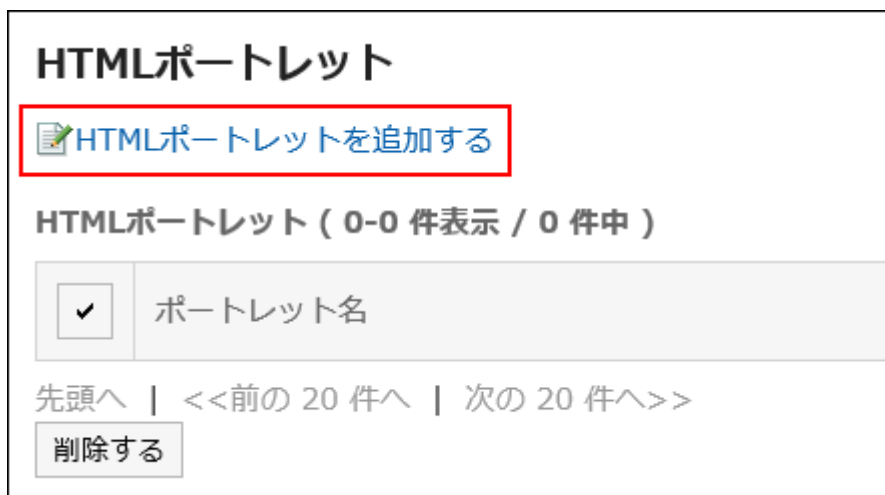 HTMLポートレット
HTMLポートレットを追加する
HTMLポートレット ( 0-0 件表示 / 0 件中 )
ポートレット名
先頭へ | <<前の 20 件へ | 次の 20 件へ>>
削除する